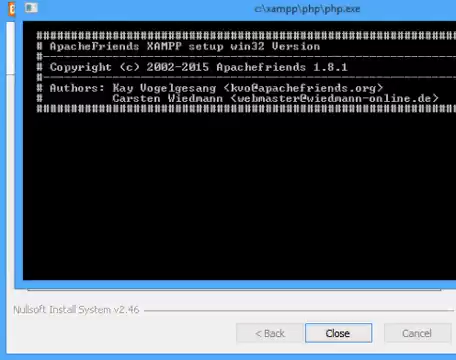 c:\xampp\php\php.exe
###################################################
# ApacheFriends XAMPP setup win32 Version
#--------------------------------------------------
# Copyright (c) 2002-2015 Apachefriends 1.8.1
#--------------------------------------------------
# Authors: Kay Vogelgesang <kvo@apachefriends.org>
#          Carsten Wiedmann <webmaster@wiedmann-online.de>
###################################################
Nullsoft Install System v2.46
< Back Close Cancel